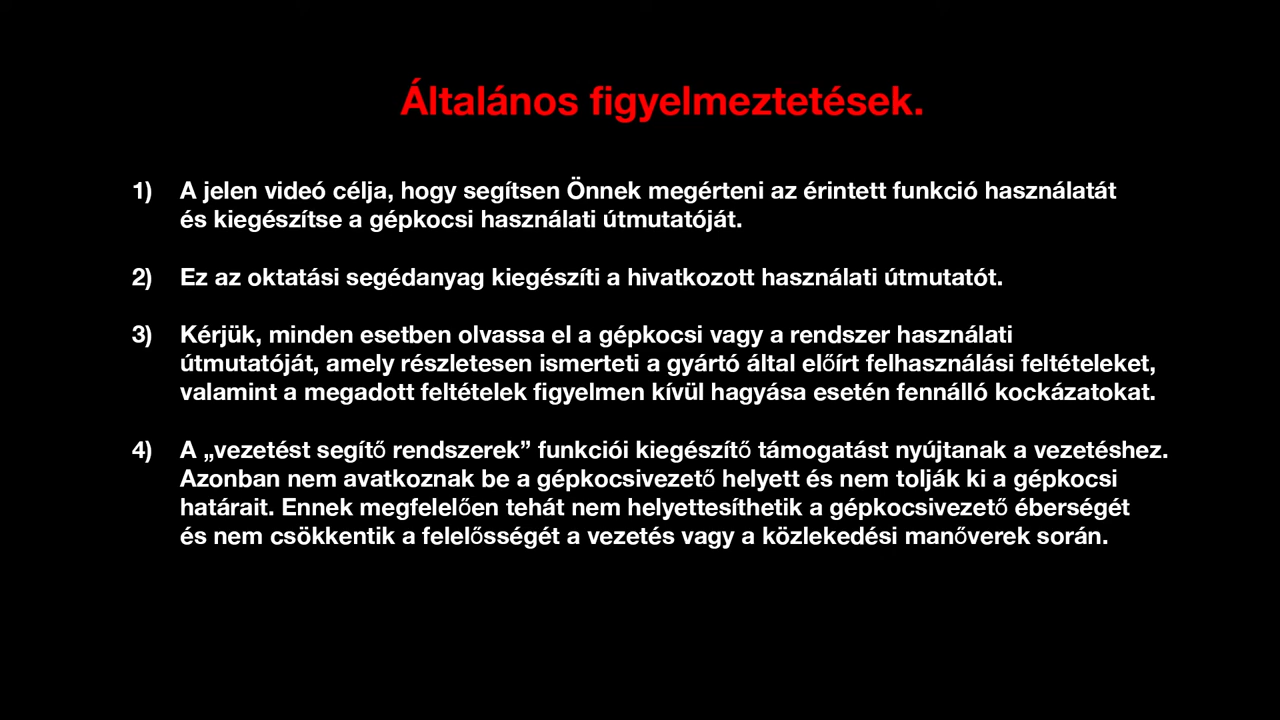 Általános figyelmeztetések.
1) A jelen videó célja, hogy segítsen Önnek megérteni az érintett funkció használatát
és kiegészítse a gépkocsi használati útmutatóját.
2) Ez az oktatási segédanyag kiegészíti a hivatkozott használati útmutatót.
3) Kérjük, minden esetben olvassa el a gépkocsi vagy a rendszer használati
útmutatóját, amely részletesen ismerteti a gyártó által előírt felhasználási feltételeket,
valamint a megadott feltételek figyelmen kívül hagyása esetén fennálló kockázatokat.
4) A „vezetést segítő rendszerek” funkciói kiegészítő támogatást nyújtanak a vezetéshez.
Azonban nem avatkoznak be a gépkocsivezető helyett és nem tolják ki a gépkocsi
határait. Ennek megfelelően tehát nem helyettesíthetik a gépkocsivezető éberségét
és nem csökkentik a felelősségét a vezetés vagy a közlekedési manőverek során.